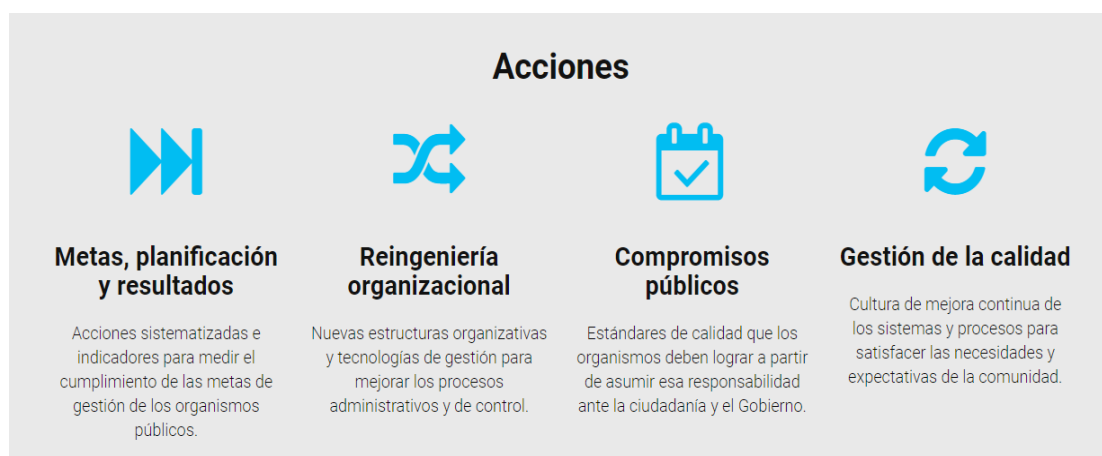 Acciones
Metas, planificación
y resultados
Acciones sistematizadas e
indicadores para medir el
cumplimiento de las metas de
gestión de los organismos
públicos.
Reingeniería
organizacional
Nuevas estructuras organizativas
y tecnologías de gestión para
mejorar los procesos
administrativos y de control.
Compromisos
públicos
Estándares de calidad que los
organismos deben lograr a partir
de asumir esa responsabilidad
ante la ciudadanía y el Gobierno.
Gestión de la calidad
Cultura de mejora continua de
los sistemas y procesos para
satisfacer las necesidades y
expectativas de la comunidad.